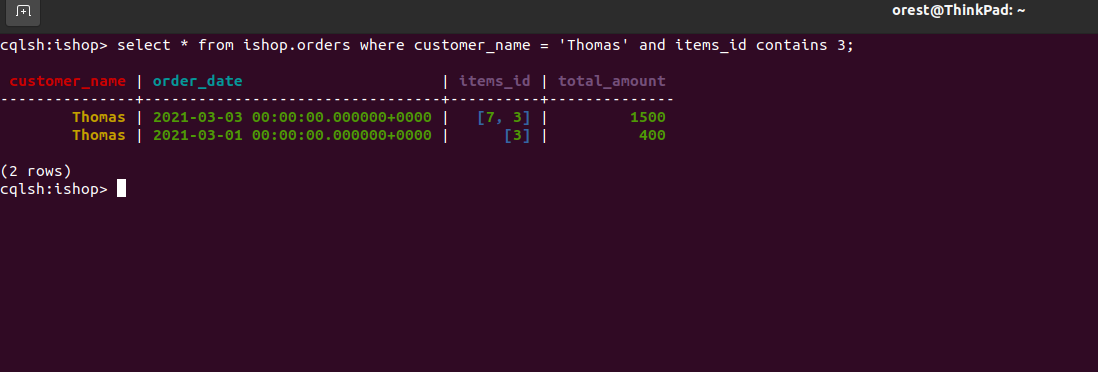 orest@ThinkPad: ~
cqlsh:ishop> select * from ishop.orders where customer_name = 'Thomas' and items_id contains 3;
 customer_name | order_date                      | items_id | total_amount
---------------+---------------------------------+----------+--------------
        Thomas | 2021-03-03 00:00:00.000000+0000 |   [7, 3] |         1500
        Thomas | 2021-03-01 00:00:00.000000+0000 |      [3] |          400
(2 rows)
cqlsh:ishop>